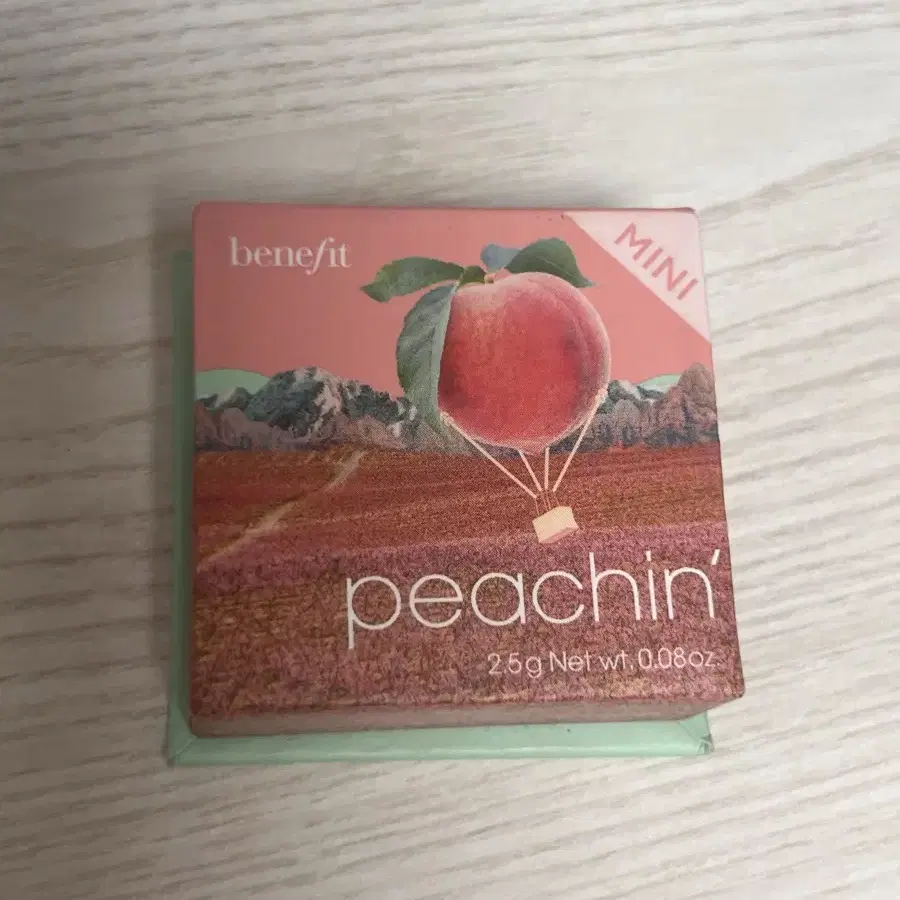 benefit
MINI
peachin'
2.5g Net wt. 0.08oz.